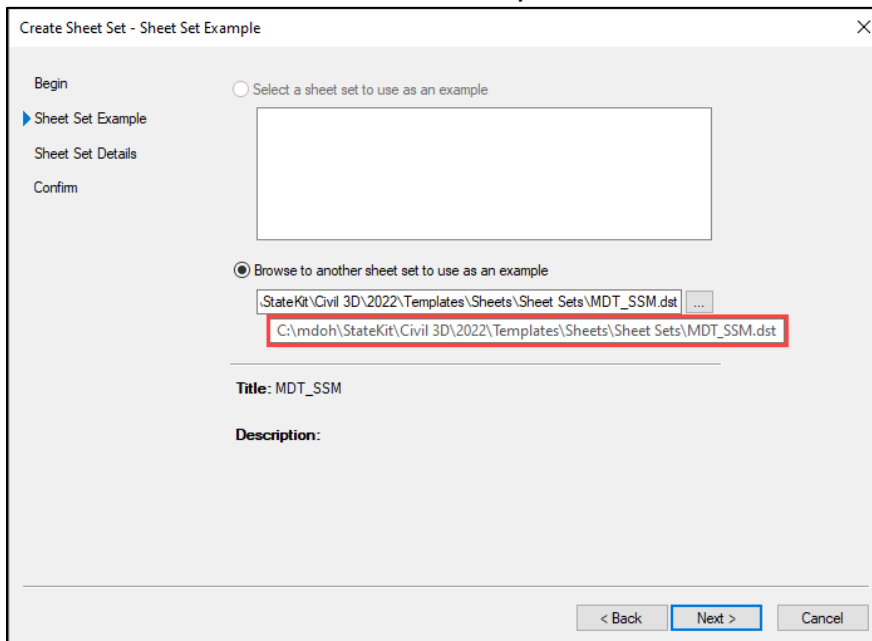 Create Sheet Set - Sheet Set Example
Begin
Sheet Set Example
Sheet Set Details
Confirm
Select a sheet set to use as an example
Browse to another sheet set to use as an example
.StateKit\Civil 3D\2022\Templates\Sheets\Sheet Sets\MDT_SSM.dst
...
C:\mdoh\StateKit\Civil 3D\2022\Templates\Sheets\Sheet Sets\MDT_SSM.dst
Title: MDT_SSM
Description:
< Back
Next >
Cancel